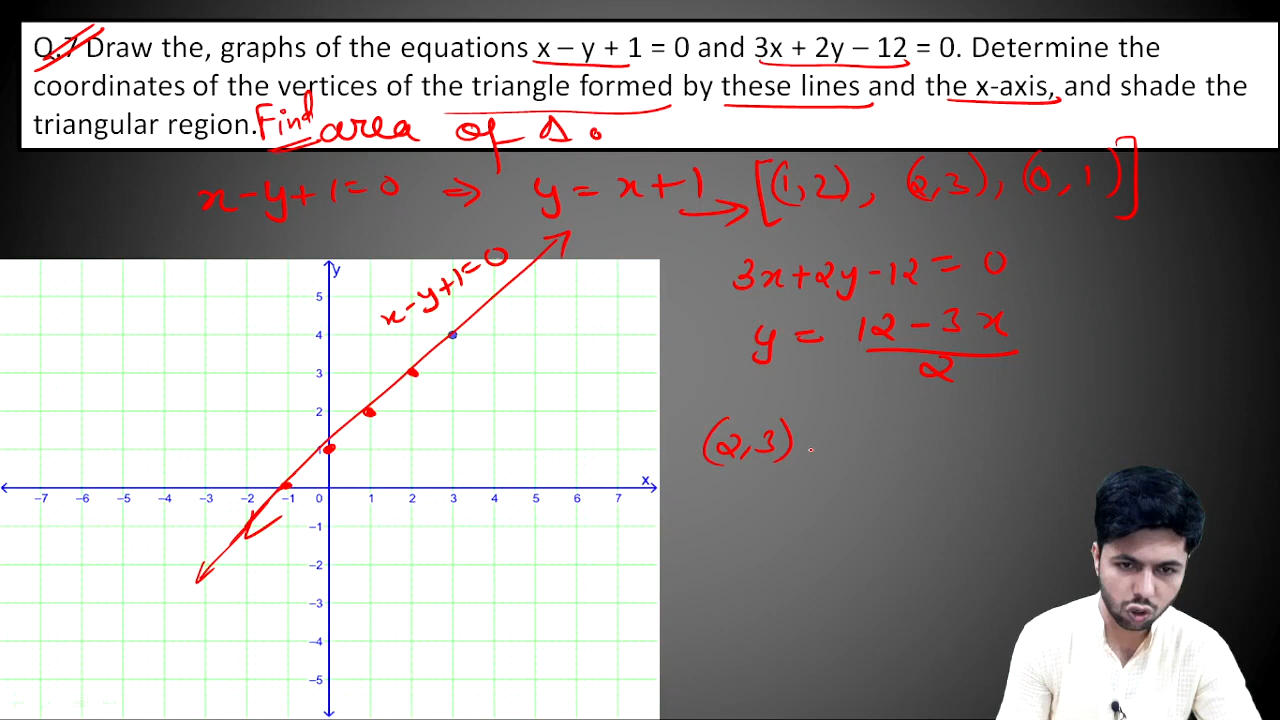 Q.7 Draw the, graphs of the equations x – y + 1 = 0 and 3x + 2y – 12 = 0. Determine the
coordinates of the vertices of the triangle formed by these lines and the x-axis, and shade the
triangular region. Find area of Δ.
x-y+1=0 ⇒ y = x+1 → [(1,2), (2,3), (0,1)]
3x+2y-12 = 0
y = 12-3x
2
(2,3)
x-y+1=0
y
5
4
3
2
1
x
-7 -6 -5 -4 -3 -2 -1 0 1 2 3 4 5 6 7
-1
-2
-3
-4
-5